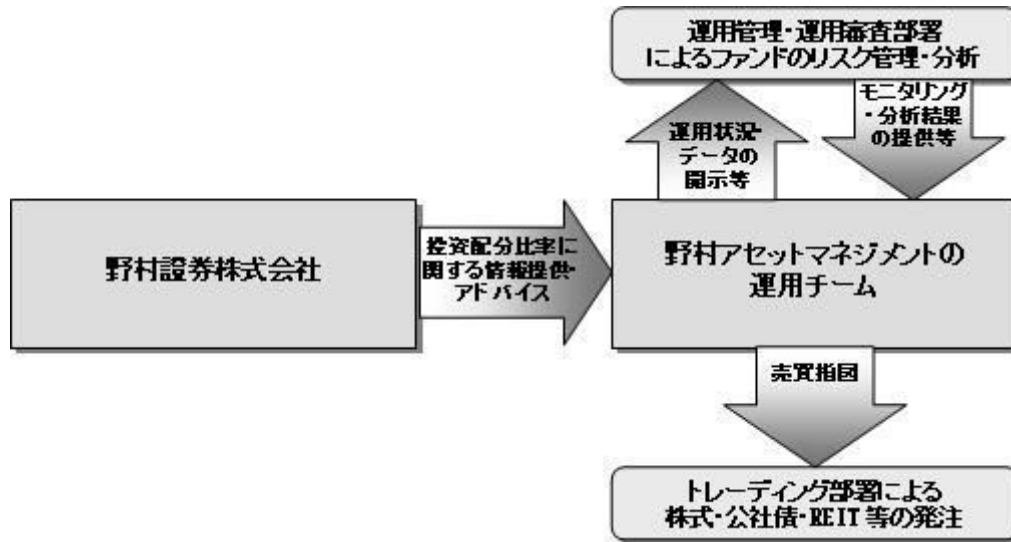 運用管理・運用審査部署
によるファンドのリスク管理・分析
運用状況・
データの
開示等
モニタリング
・分析結果
の提供等
野村證券株式会社
投資配分比率に
関する情報提供・
アドバイス
野村アセットマネジメントの
運用チーム
売買指図
トレーディング部署による
株式・公社債・REIT等の発注